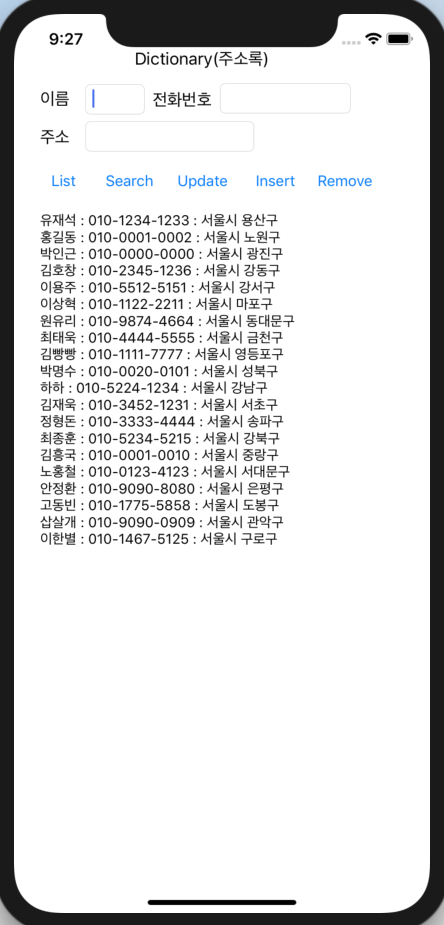 9:27
Dictionary(주소록)
이름 전화번호
주소
List Search Update Insert Remove
유재석 : 010-1234-1233 : 서울시 용산구
홍길동 : 010-0001-0002 : 서울시 노원구
박인근 : 010-0000-0000 : 서울시 광진구
김호창 : 010-2345-1236 : 서울시 강동구
이용주 : 010-5512-5151 : 서울시 강서구
이상혁 : 010-1122-2211 : 서울시 마포구
원유리 : 010-9874-4664 : 서울시 동대문구
최태욱 : 010-4444-5555 : 서울시 금천구
김빵빵 : 010-1111-7777 : 서울시 영등포구
박명수 : 010-0020-0101 : 서울시 성북구
하하 : 010-5224-1234 : 서울시 강남구
김재욱 : 010-3452-1231 : 서울시 서초구
정형돈 : 010-3333-4444 : 서울시 송파구
최종훈 : 010-5234-5215 : 서울시 강북구
김흥국 : 010-0001-0010 : 서울시 중랑구
노홍철 : 010-0123-4123 : 서울시 서대문구
안정환 : 010-9090-8080 : 서울시 은평구
고동빈 : 010-1775-5858 : 서울시 도봉구
삽살개 : 010-9090-0909 : 서울시 관악구
이한별 : 010-1467-5125 : 서울시 구로구